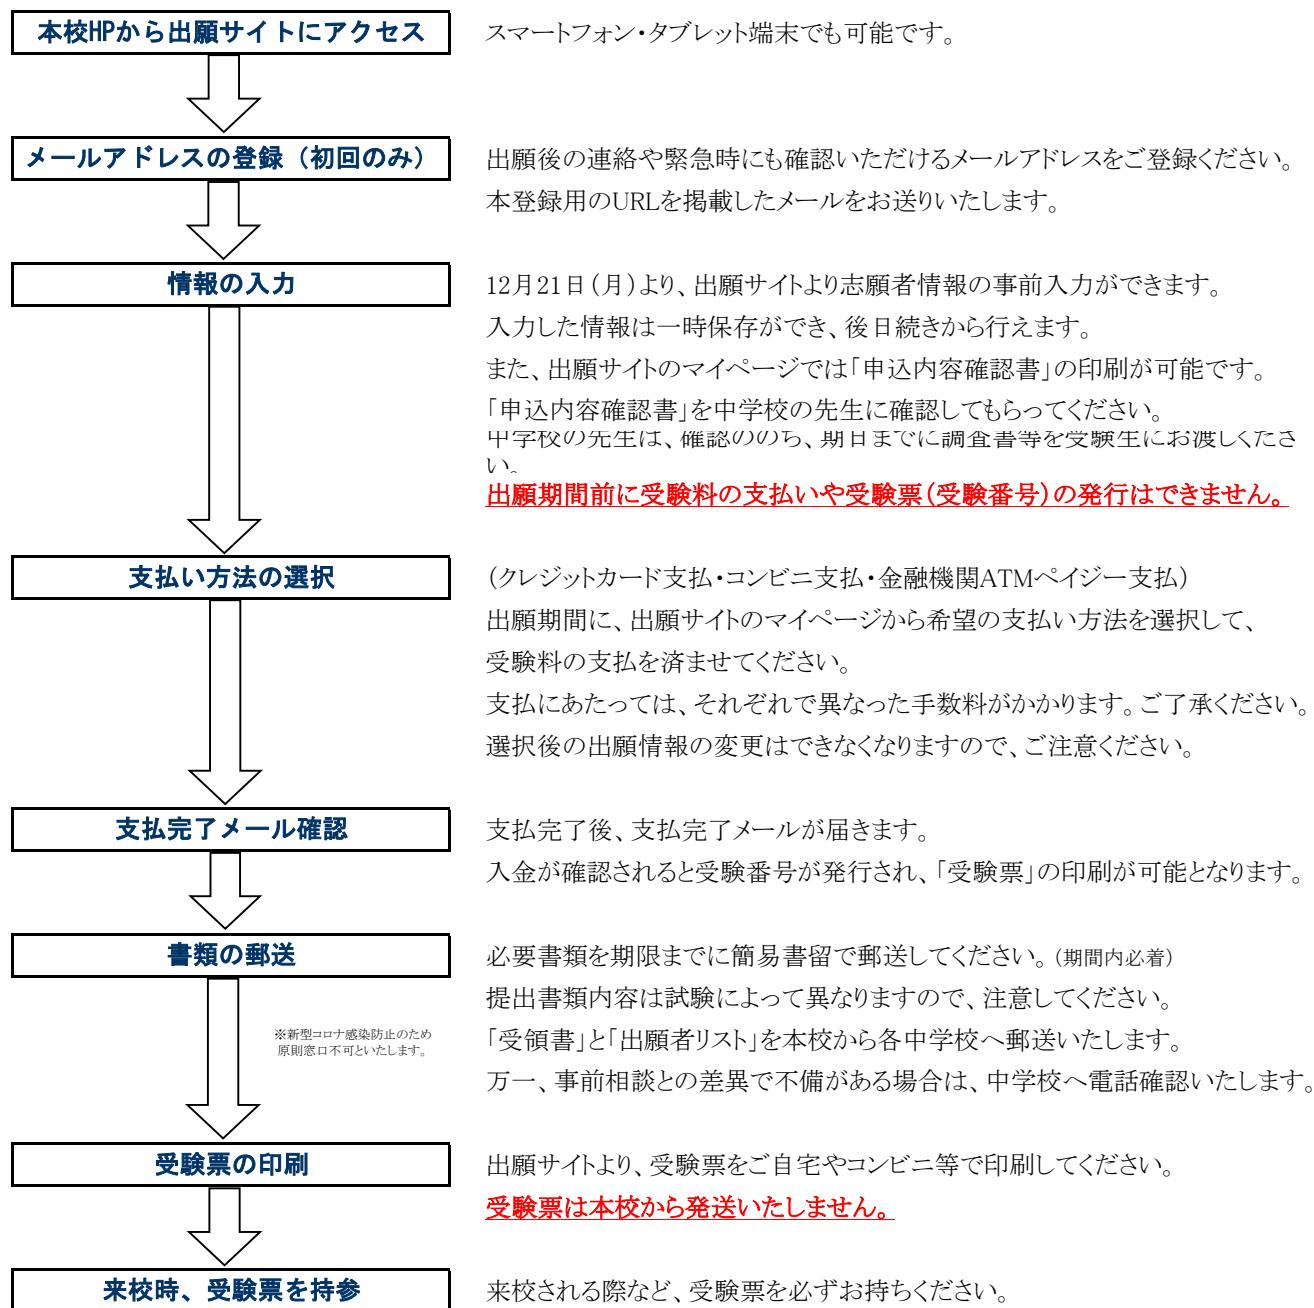 本校HPから出願サイトにアクセス
スマートフォン・タブレット端末でも可能です。
メールアドレスの登録（初回のみ）
出願後の連絡や緊急時にも確認いただけるメールアドレスをご登録ください。
本登録用のURLを掲載したメールをお送りいたします。
情報の入力
12月21日（月）より、出願サイトより志願者情報の事前入力ができます。
入力した情報は一時保存ができ、後日続きから行えます。
また、出願サイトのマイページでは「申込内容確認書」の印刷が可能です。
「申込内容確認書」を中学校の先生に確認してもらってください。
中学校の先生は、確認ののち、期日までに調査書等を受験生にお渡しくださ
い。
出願期間前に受験料の支払いや受験票（受験番号）の発行はできません。
支払い方法の選択
（クレジットカード支払・コンビニ支払・金融機関ATMペイジー支払）
出願期間に、出願サイトのマイページから希望の支払い方法を選択して、
受験料の支払を済ませてください。
支払にあたっては、それぞれで異なった手数料がかかります。ご了承ください。
選択後の出願情報の変更はできなくなりますので、ご注意ください。
支払完了メール確認
支払完了後、支払完了メールが届きます。
入金が確認されると受験番号が発行され、「受験票」の印刷が可能となります。
書類の郵送
必要書類を期限までに簡易書留で郵送してください。（期間内必着）
提出書類内容は試験によって異なりますので、注意してください。
※新型コロナ感染防止のため
原則窓口不可といたします。
「受領書」と「出願者リスト」を本校から各中学校へ郵送いたします。
万一、事前相談との差異で不備がある場合は、中学校へ電話確認いたします。
受験票の印刷
出願サイトより、受験票をご自宅やコンビニ等で印刷してください。
受験票は本校から発送いたしません。
来校時、受験票を持参
来校される際など、受験票を必ずお持ちください。